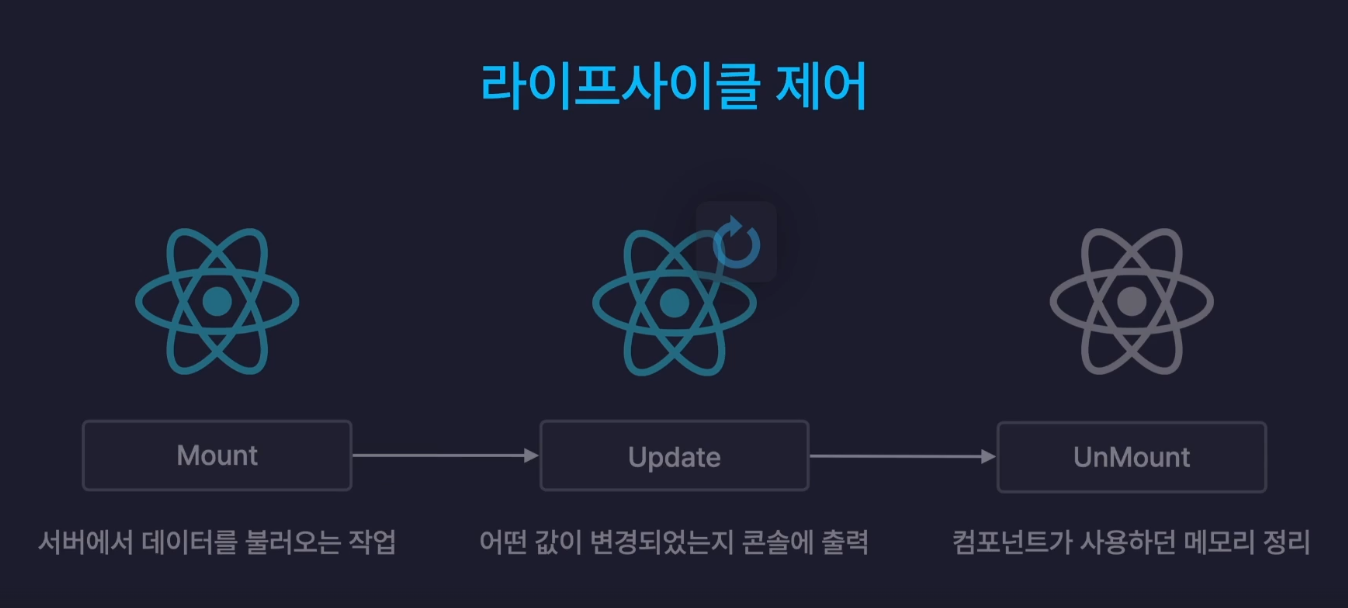 라이프사이클 제어
Mount
Update
UnMount
서버에서 데이터를 불러오는 작업
어떤 값이 변경되었는지 콘솔에 출력
컴포넌트가 사용하던 메모리 정리